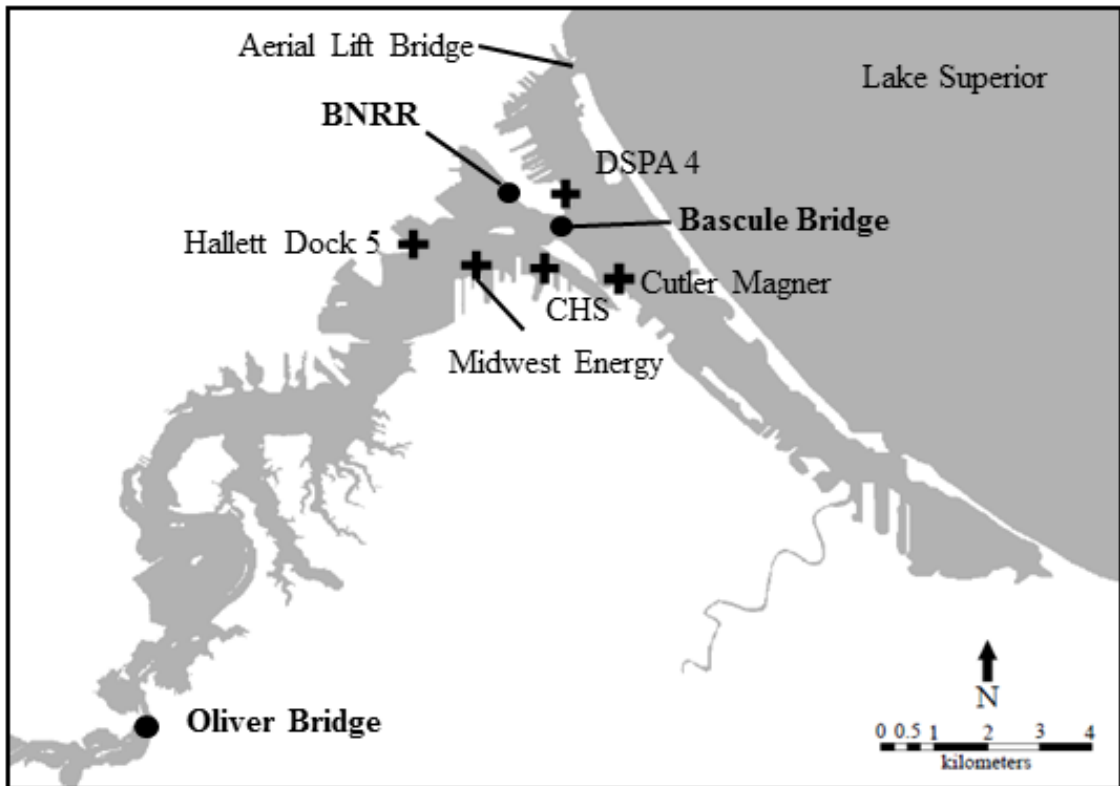 Aerial Lift Bridge
Lake Superior
BNRR
DSPA 4
Bascule Bridge
Hallett Dock 5
Cutler Magner
CHS
Midwest Energy
Oliver Bridge
N
0 0.5 1 2 3 4
kilometers